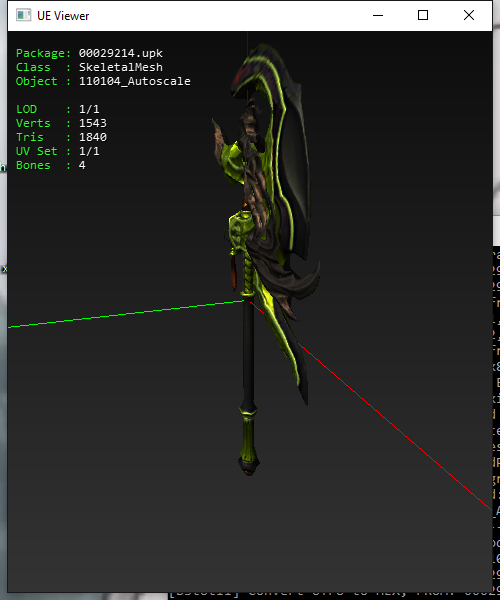 UE Viewer
Package: 00029214.upk
Class  : SkeletalMesh
Object : 110104_Autoscale
LOD    : 1/1
Verts  : 1543
Tris   : 1840
UV Set : 1/1
Bones  : 4